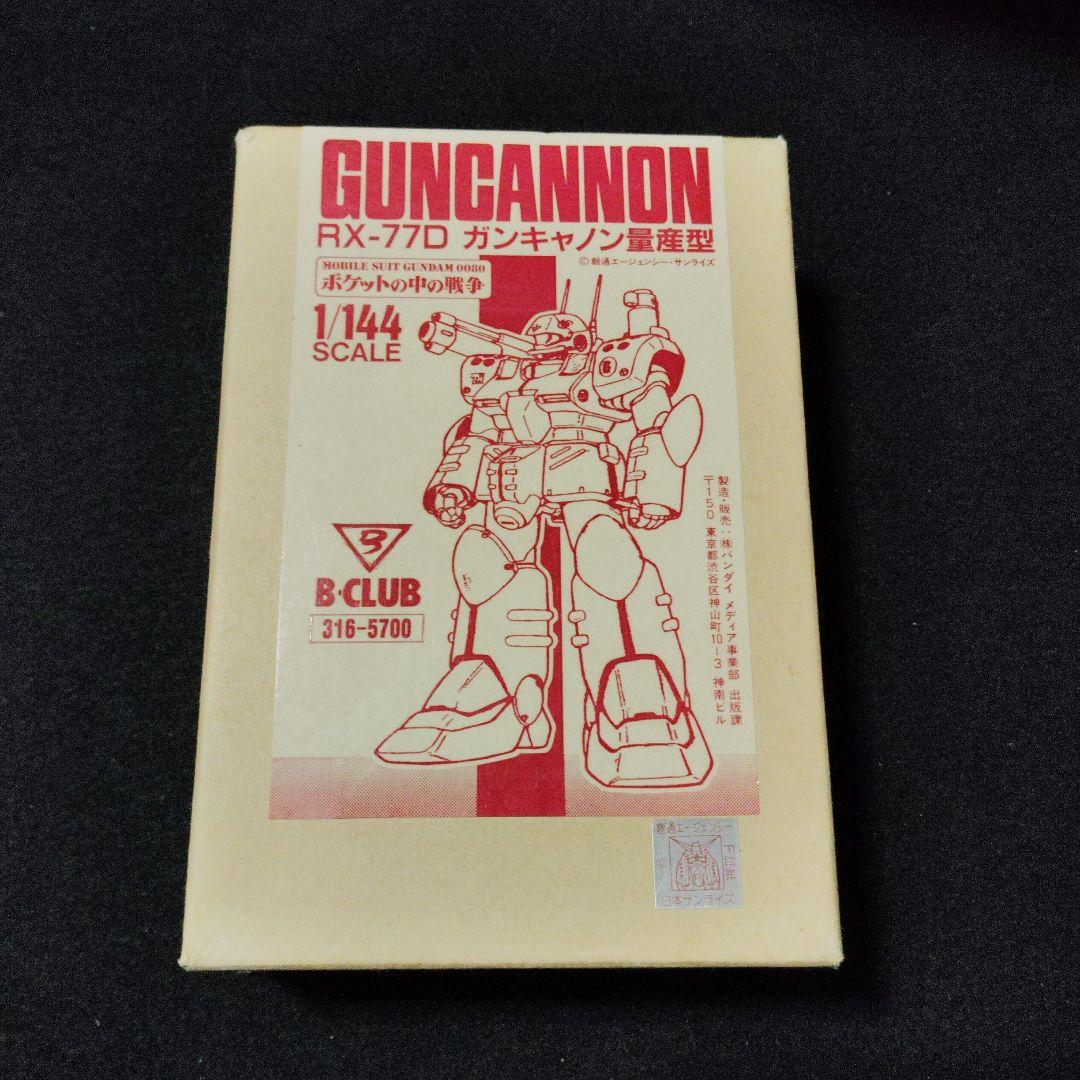 GUNCANNON
RX-77D ガンキャノン量産型
©創通エージェンシー・サンライズ
MOBILE SUIT GUNDAM 0080
ポケットの中の戦争
1/144
SCALE
B-CLUB
316-5700
製造・販売:㈱バンダイ メディア事業部 出版課
〒150 東京都渋谷区神山町10-3 神南ビル
創通エージェンシー
日本サンライズ